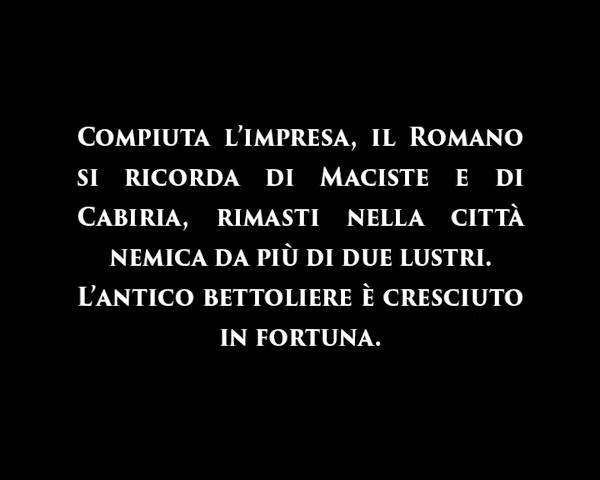 Compiuta l’impresa, il Romano
si ricorda di Maciste e di
Cabiria, rimasti nella città
nemica da più di due lustri.
L’antico bettoliere è cresciuto
in fortuna.